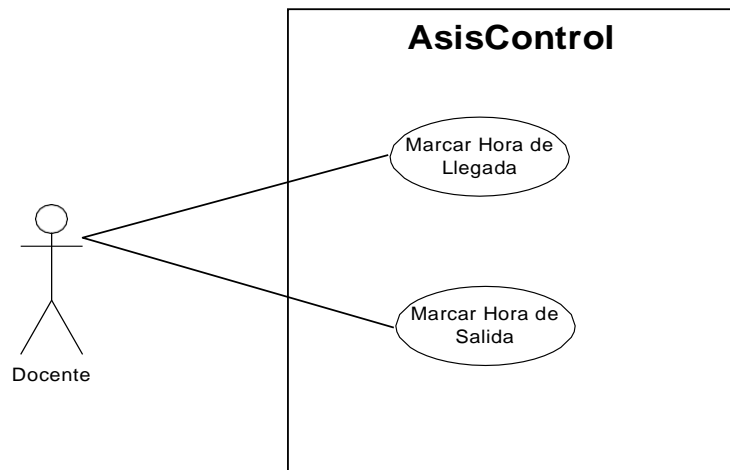 AsisControl
Marcar Hora de
Llegada
Marcar Hora de
Salida
Docente